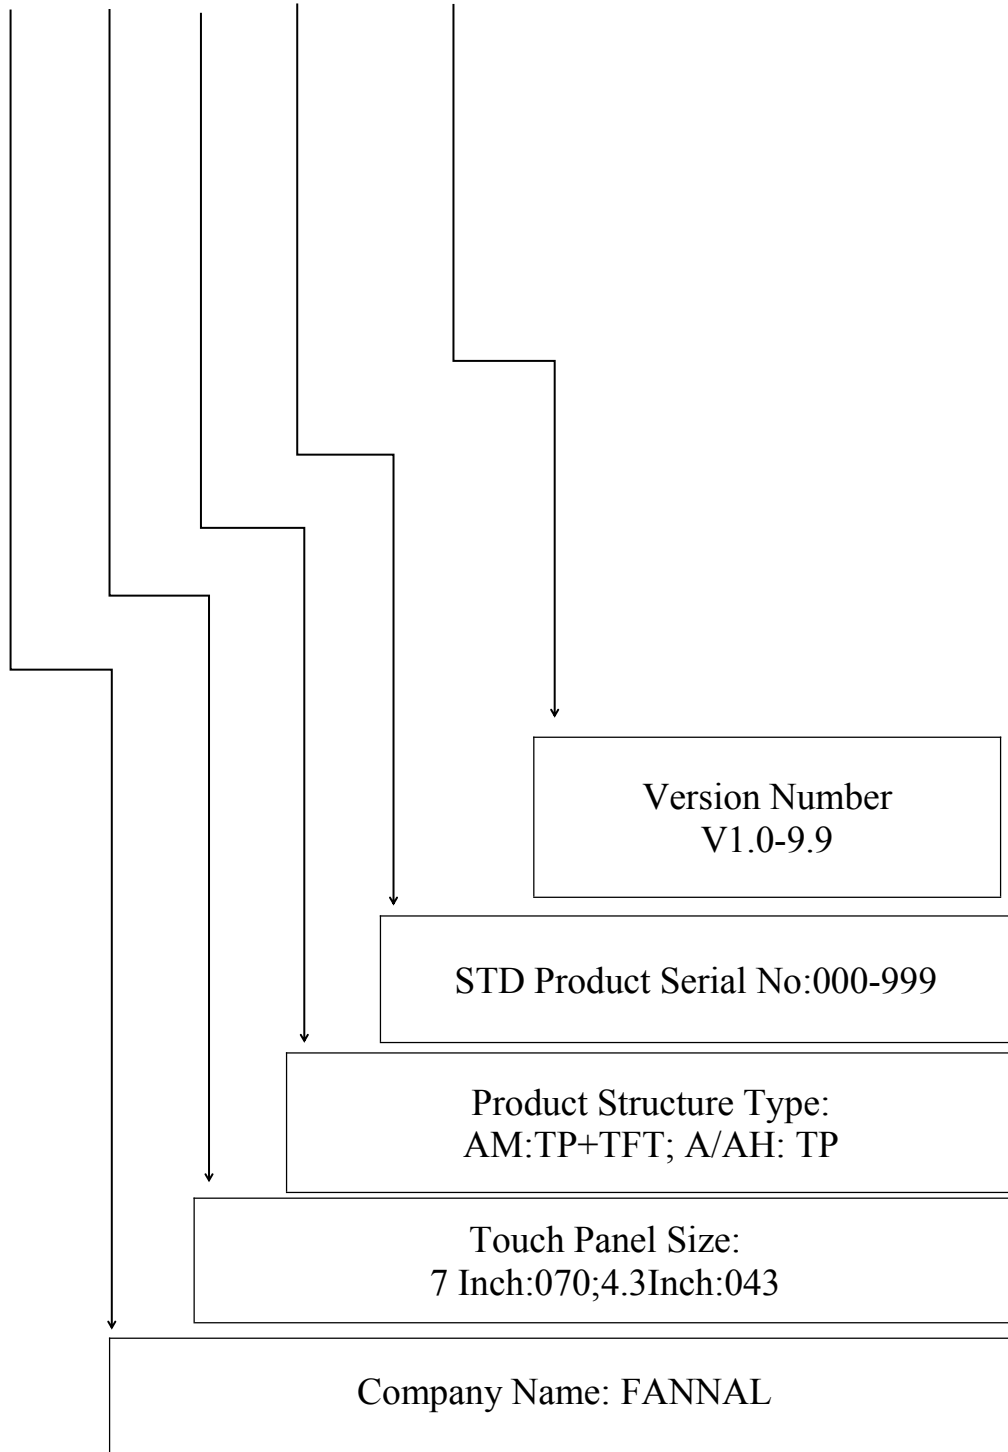 Version Number
V1.0-9.9
STD Product Serial No:000-999
Product Structure Type:
AM:TP+TFT; A/AH: TP
Touch Panel Size:
7 Inch:070;4.3Inch:043
Company Name: FANNAL